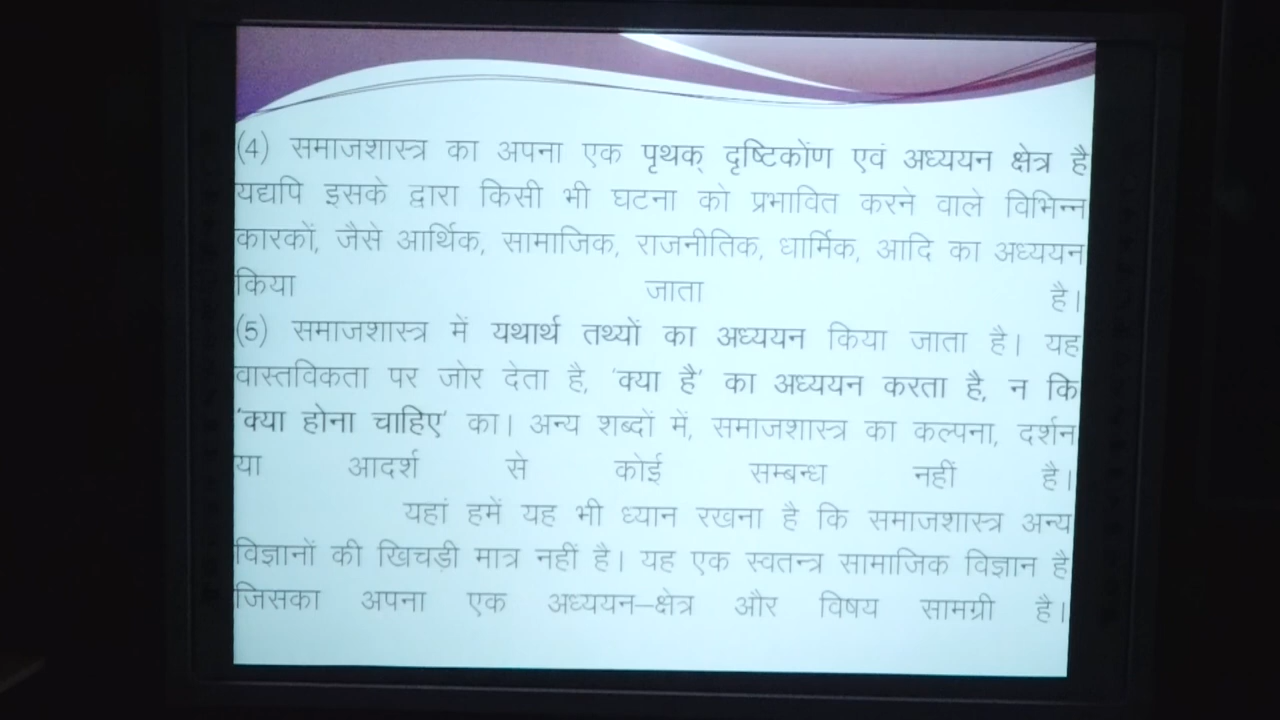 (4) समाजशास्त्र का अपना एक पृथक् दृष्टिकोंण एवं अध्ययन क्षेत्र है
यद्यपि इसके द्वारा किसी भी घटना को प्रभावित करने वाले विभिन्न
कारकों, जैसे आर्थिक, सामाजिक, राजनीतिक, धार्मिक, आदि का अध्ययन
किया जाता है।
(5) समाजशास्त्र में यथार्थ तथ्यों का अध्ययन किया जाता है। यह
वास्तविकता पर जोर देता है, 'क्या है' का अध्ययन करता है, न कि
'क्या होना चाहिए' का। अन्य शब्दों में, समाजशास्त्र का कल्पना, दर्शन
या आदर्श से कोई सम्बन्ध नहीं है।
यहां हमें यह भी ध्यान रखना है कि समाजशास्त्र अन्य
विज्ञानों की खिचड़ी मात्र नहीं है। यह एक स्वतन्त्र सामाजिक विज्ञान है
जिसका अपना एक अध्ययन–क्षेत्र और विषय सामग्री है।